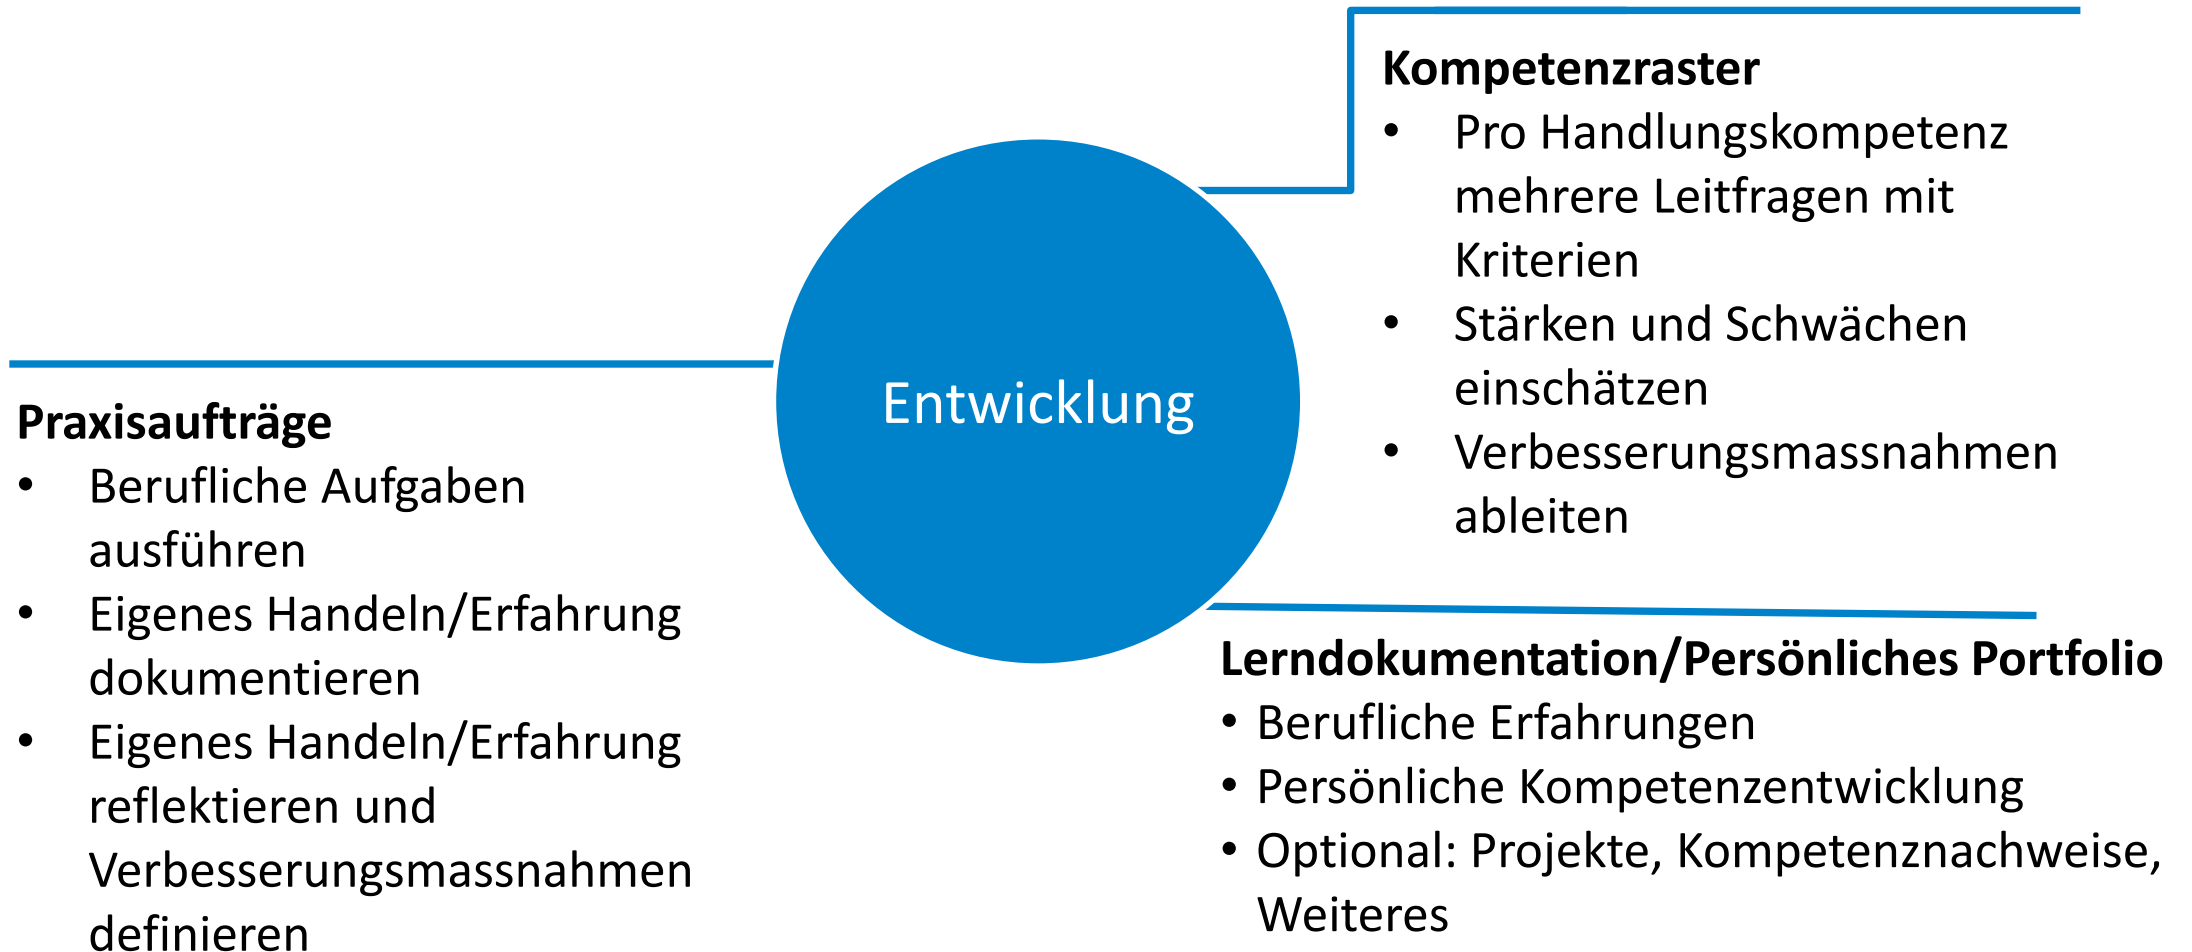 Kompetenzraster
• Pro Handlungskompetenz
mehrere Leitfragen mit
Kriterien
• Stärken und Schwächen
einschätzen
• Verbesserungsmassnahmen
ableiten
Entwicklung
Praxisaufträge
• Berufliche Aufgaben
ausführen
• Eigenes Handeln/Erfahrung
dokumentieren
• Eigenes Handeln/Erfahrung
reflektieren und
Verbesserungsmassnahmen
definieren
Lerndokumentation/Persönliches Portfolio
• Berufliche Erfahrungen
• Persönliche Kompetenzentwicklung
• Optional: Projekte, Kompetenznachweise,
Weiteres